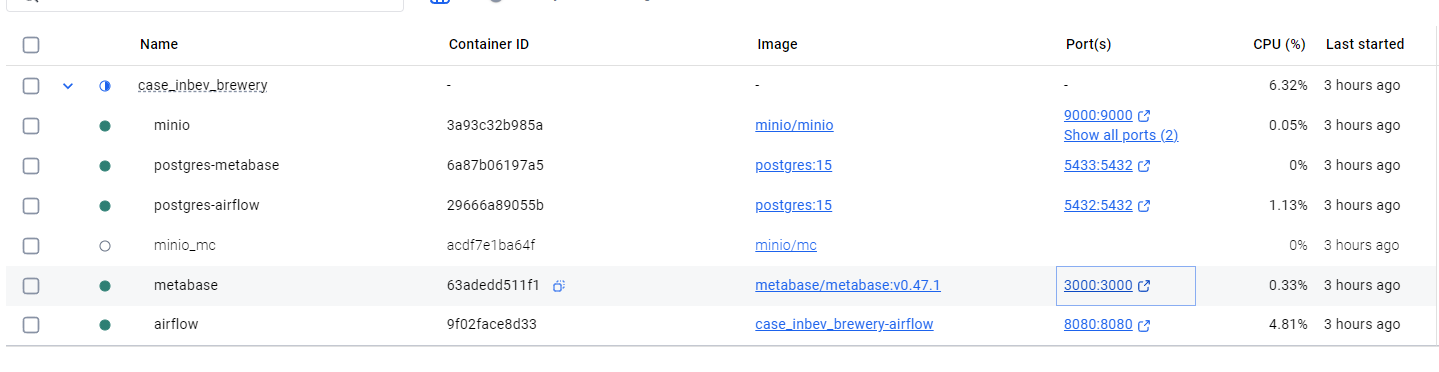 Name Container ID Image Port(s) CPU (%) Last started
case_inbev_brewery - - - 6.32% 3 hours ago
minio 3a93c32b985a minio/minio 9000:9000 0.05% 3 hours ago
Show all ports (2)
postgres-metabase 6a87b06197a5 postgres:15 5433:5432 0% 3 hours ago
postgres-airflow 29666a89055b postgres:15 5432:5432 1.13% 3 hours ago
minio_mc acdf7e1ba64f minio/mc 0% 3 hours ago
metabase 63adedd511f1 metabase/metabase:v0.47.1 3000:3000 0.33% 3 hours ago
airflow 9f02face8d33 case_inbev_brewery-airflow 8080:8080 4.81% 3 hours ago